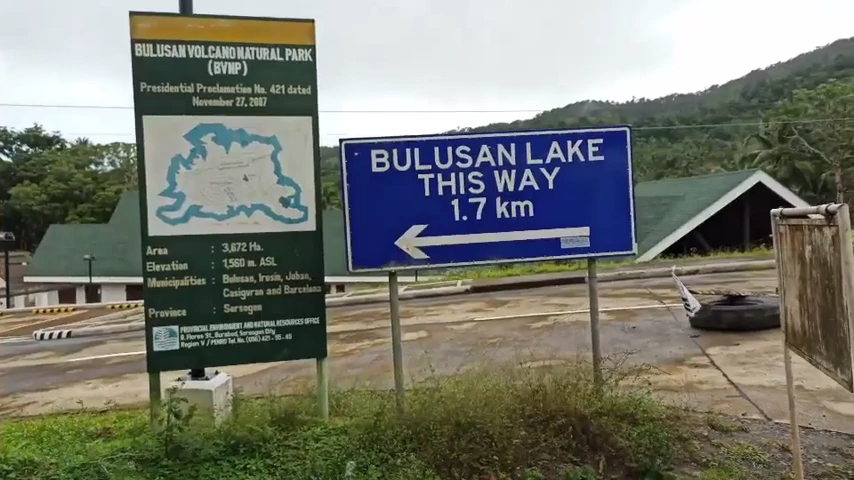 BULUSAN VOLCANO NATURAL PARK
(BVNP)
Presidential Proclamation No. 421 dated
November 27, 2007
Area : 3,672 Ha.
Elevation : 1,560 m. ASL
Municipalities : Bulusan, Irosin, Juban,
Casiguran and Barcelona
Province : Sorsogon
PROVINCIAL ENVIRONMENT AND NATURAL RESOURCES OFFICE
BULUSAN LAKE
THIS WAY
1.7 km